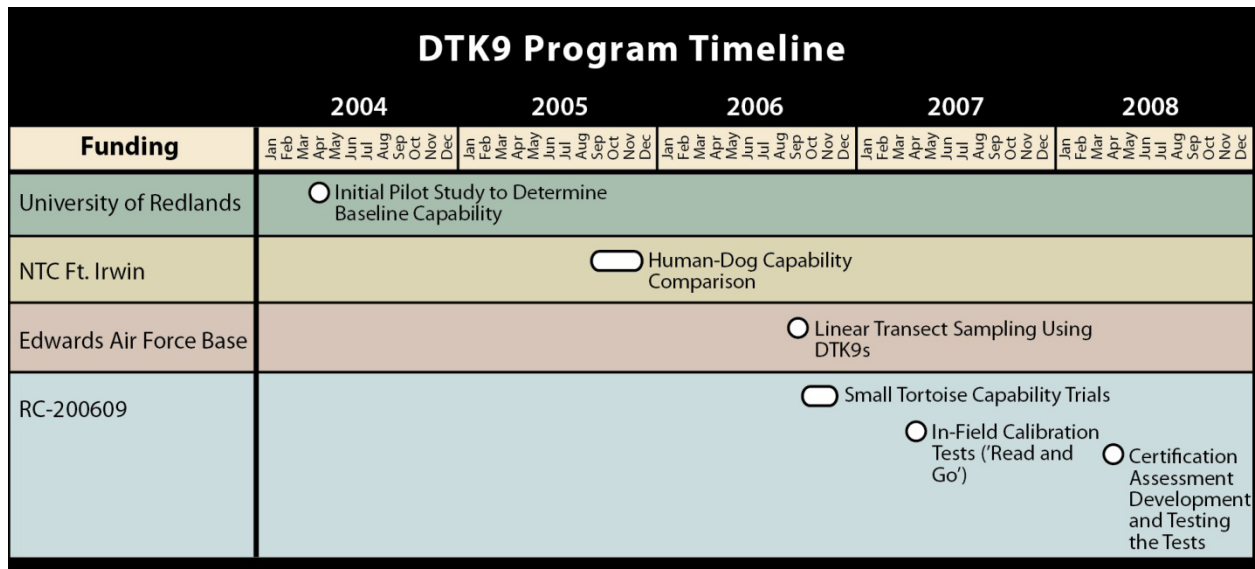 DTK9 Program Timeline
2004 2005 2006 2007 2008
Funding Jan Feb Mar Apr May Jun Jul Aug Sep Oct Nov Dec Jan Feb Mar Apr May Jun Jul Aug Sep Oct Nov Dec Jan Feb Mar Apr May Jun Jul Aug Sep Oct Nov Dec Jan Feb Mar Apr May Jun Jul Aug Sep Oct Nov Dec Jan Feb Mar Apr May Jun Jul Aug Sep Oct Nov Dec
University of Redlands
Initial Pilot Study to Determine
Baseline Capability
NTC Ft. Irwin
Human-Dog Capability
Comparison
Edwards Air Force Base
Linear Transect Sampling Using
DTK9s
RC-200609
Small Tortoise Capability Trials
In-Field Calibration
Tests ('Read and
Go')
Certification
Assessment
Development
and Testing
the Tests